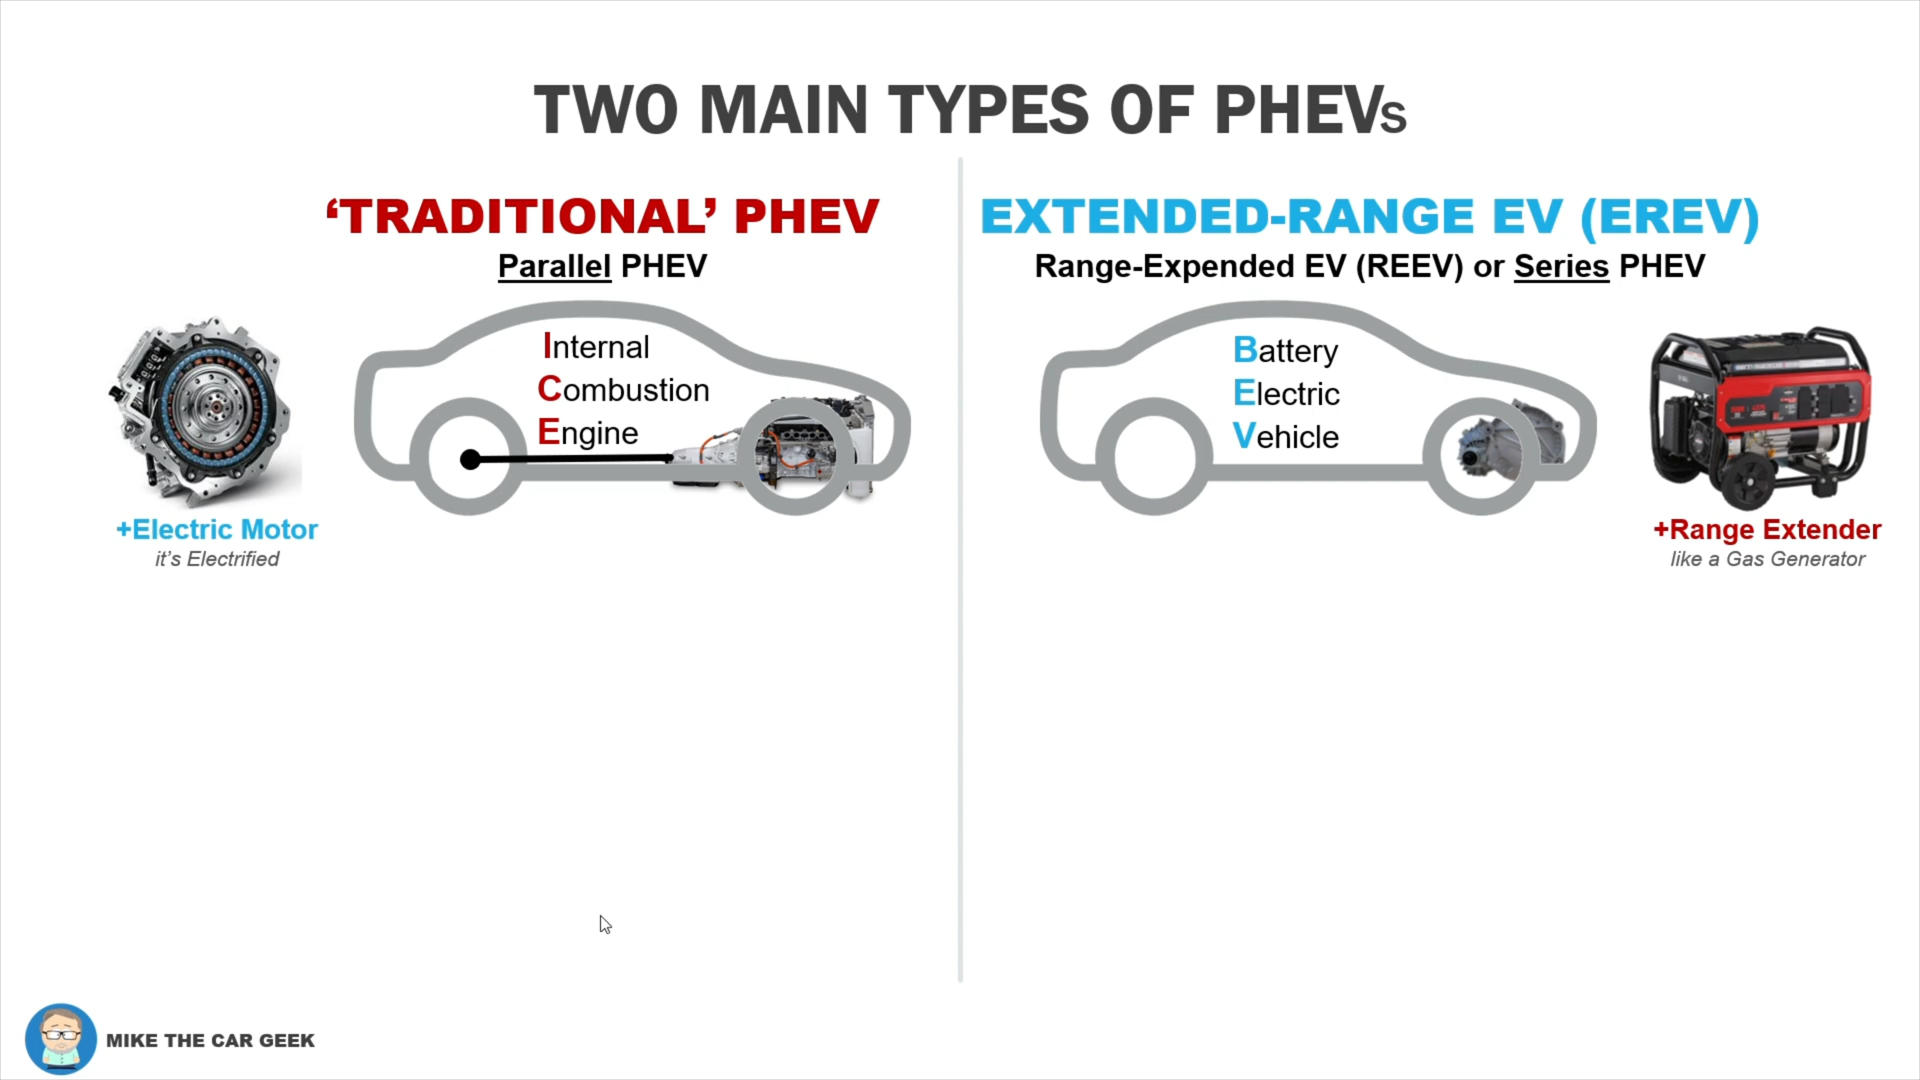 TWO MAIN TYPES OF PHEVs
‘TRADITIONAL’ PHEV
Parallel PHEV
Internal
Combustion
Engine
+Electric Motor
it’s Electrified
EXTENDED-RANGE EV (EREV)
Range-Expended EV (REEV) or Series PHEV
Battery
Electric
Vehicle
+Range Extender
like a Gas Generator
MIKE THE CAR GEEK